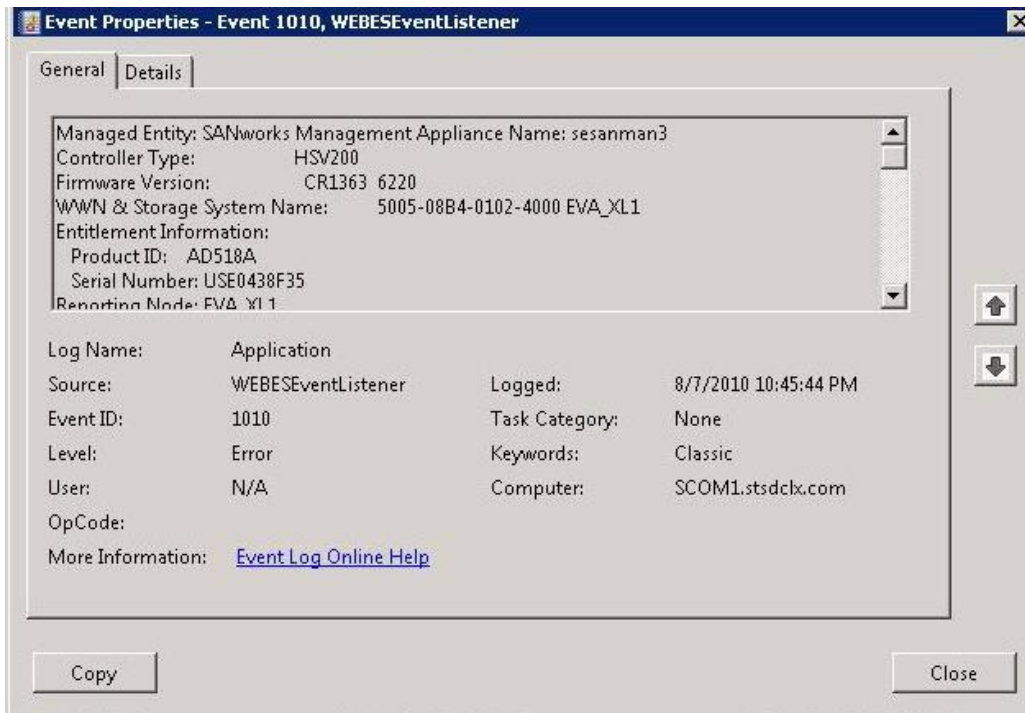 Event Properties - Event 1010, WEBESEventListener
General Details
Managed Entity: SANworks Management Appliance Name: sesanman3
Controller Type: HSV200
Firmware Version: CR1363 6220
WWN & Storage System Name: 5005-08B4-0102-4000 EVA_XL1
Entitlement Information:
Product ID: AD518A
Serial Number: USE0438F35
Reporting Node: EVA_XL1
Log Name: Application
Source: WEBESEventListener Logged: 8/7/2010 10:45:44 PM
Event ID: 1010 Task Category: None
Level: Error Keywords: Classic
User: N/A Computer: SCOM1.stsdclx.com
OpCode:
More Information: Event Log Online Help
Copy Close